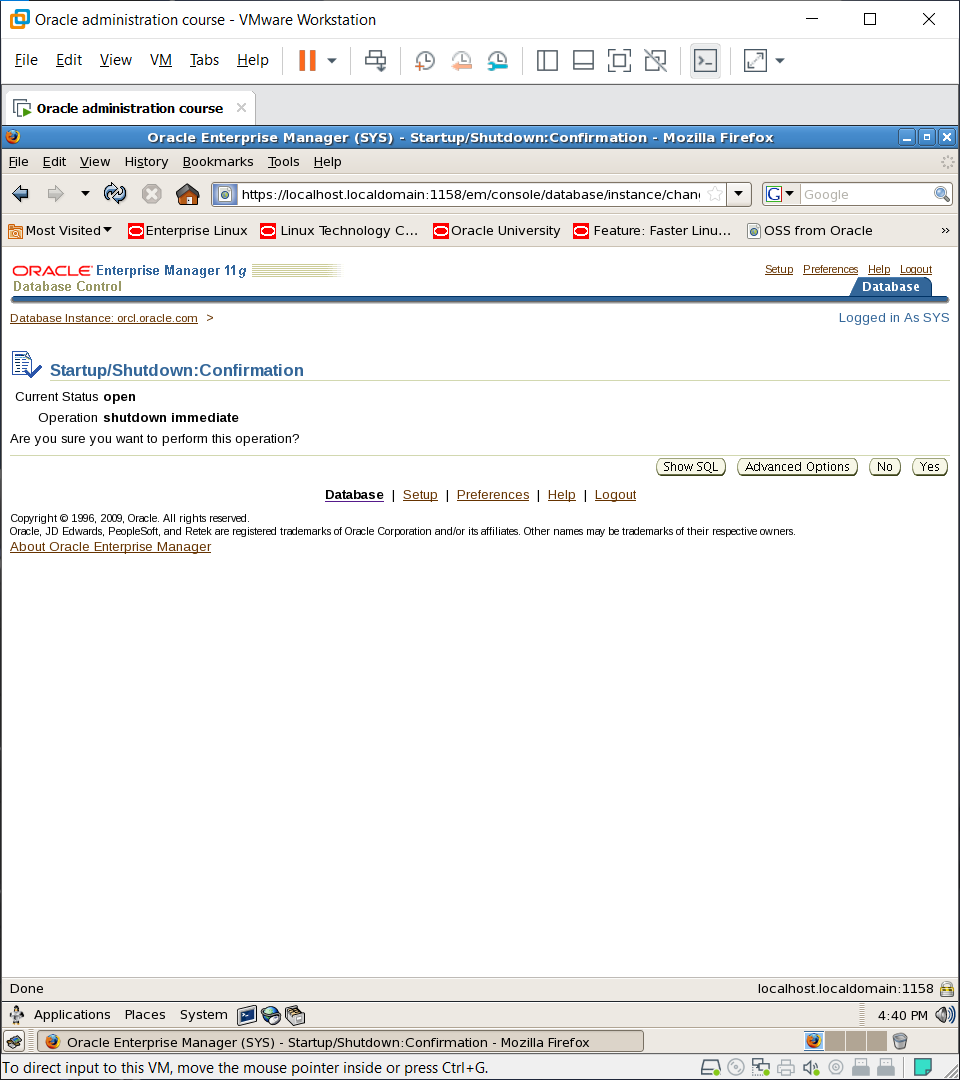 Oracle administration course - VMware Workstation
File Edit View VM Tabs Help
Oracle administration course
Oracle Enterprise Manager (SYS) - Startup/Shutdown:Confirmation - Mozilla Firefox
File Edit View History Bookmarks Tools Help
https://localhost.localdomain:1158/em/console/database/instance/chan
G Google
Most Visited Enterprise Linux Linux Technology C... Oracle University Feature: Faster Linu... OSS from Oracle »
ORACLE Enterprise Manager 11g
Database Control
Setup Preferences Help Logout
Database
Database Instance: orcl.oracle.com >
Logged in As SYS
Startup/Shutdown:Confirmation
Current Status open
Operation shutdown immediate
Are you sure you want to perform this operation?
Show SQL Advanced Options No Yes
Database | Setup | Preferences | Help | Logout
Copyright © 1996, 2009, Oracle. All rights reserved.
Oracle, JD Edwards, PeopleSoft, and Retek are registered trademarks of Oracle Corporation and/or its affiliates. Other names may be trademarks of their respective owners.
About Oracle Enterprise Manager
Done
localhost.localdomain:1158
Applications Places System
4:40 PM
Oracle Enterprise Manager (SYS) - Startup/Shutdown:Confirmation - Mozilla Firefox
To direct input to this VM, move the mouse pointer inside or press Ctrl+G.